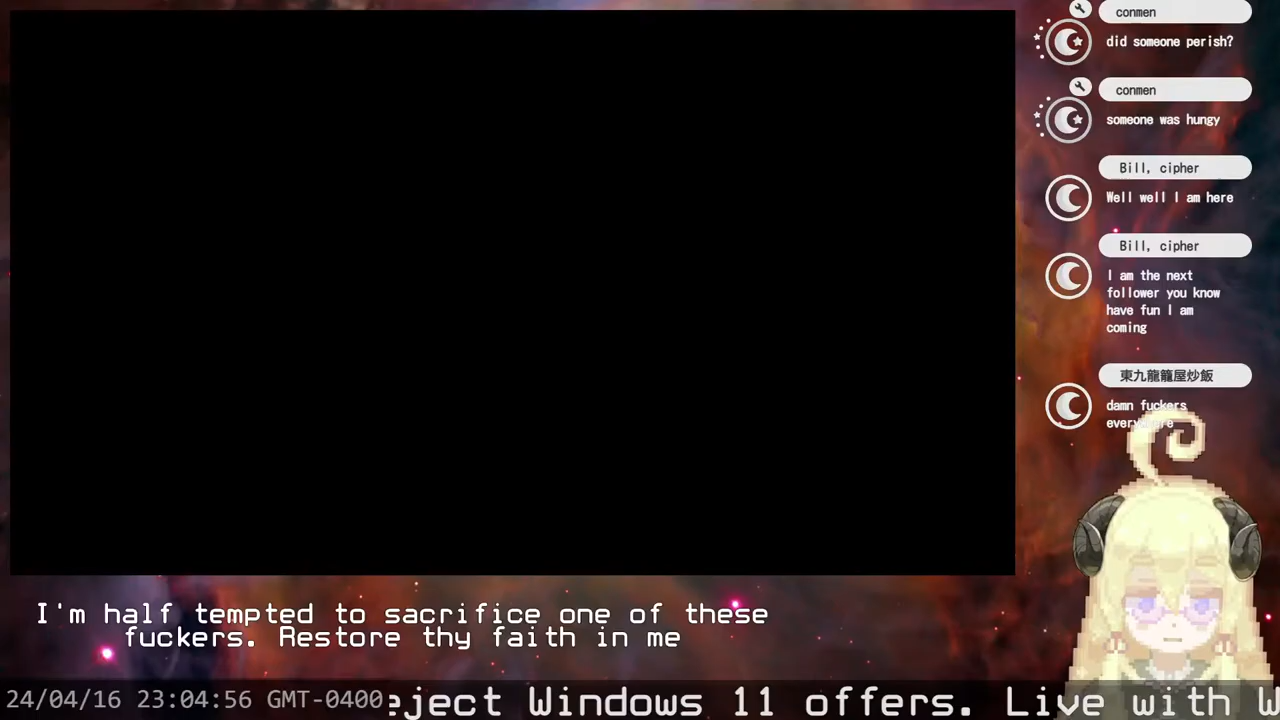 conmen
did someone perish?
conmen
someone was hungy
Bill, cipher
Well well I am here
Bill, cipher
I am the next
follower you know
have fun I am
coming
東九龍籠屋炒飯
damn fuckers
everywhere
I'm half tempted to sacrifice one of these
fuckers. Restore thy faith in me
24/04/16 23:04:56 GMT-0400
eject Windows 11 offers. Live with W